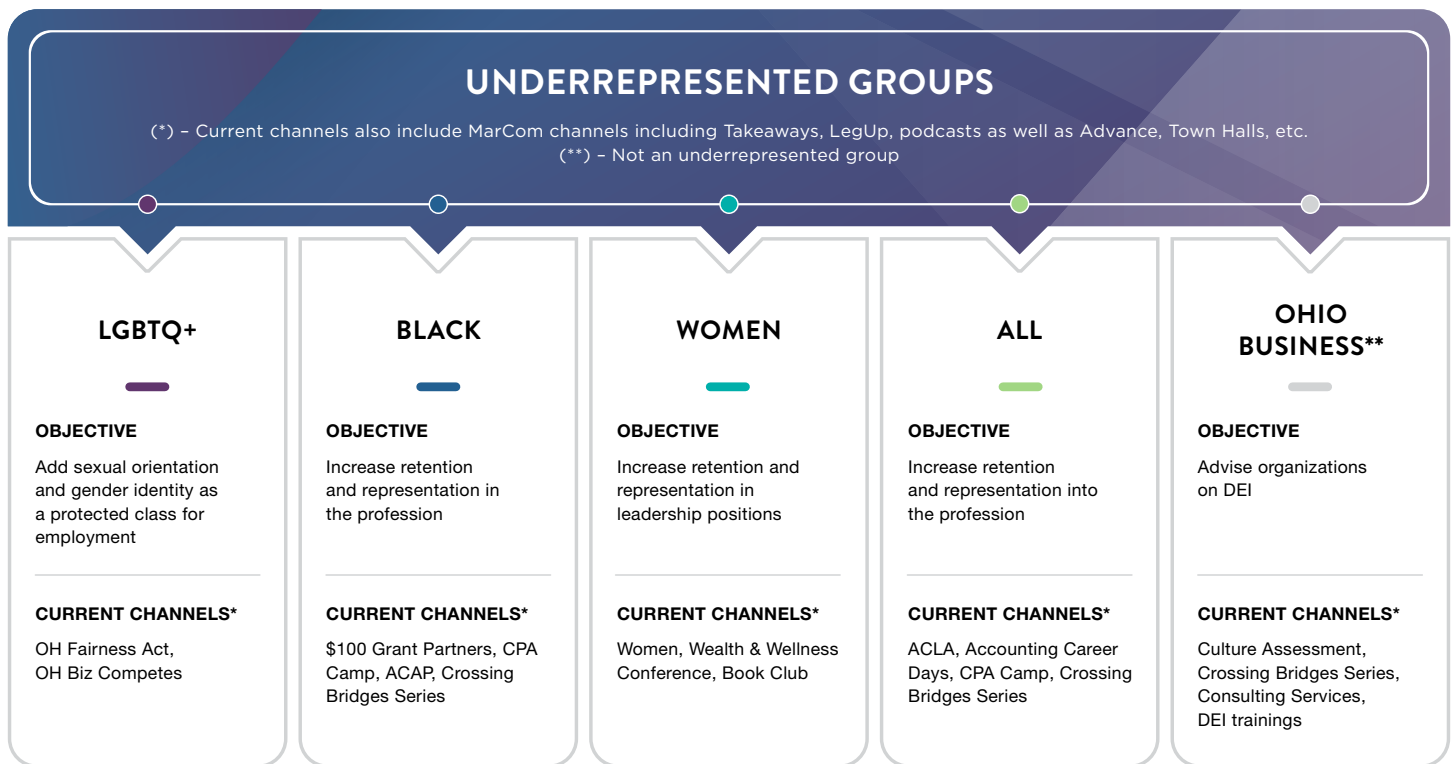 UNDERREPRESENTED GROUPS
(*) – Current channels also include MarCom channels including Takeaways, LegUp, podcasts as well as Advance, Town Halls, etc.
(**) – Not an underrepresented group
LGBTQ+
OBJECTIVE
Add sexual orientation
and gender identity as
a protected class for
employment
CURRENT CHANNELS*
OH Fairness Act,
OH Biz Competes
BLACK
OBJECTIVE
Increase retention
and representation in
the profession
CURRENT CHANNELS*
$100 Grant Partners, CPA
Camp, ACAP, Crossing
Bridges Series
WOMEN
OBJECTIVE
Increase retention and
representation in
leadership positions
CURRENT CHANNELS*
Women, Wealth & Wellness
Conference, Book Club
ALL
OBJECTIVE
Increase retention
and representation into
the profession
CURRENT CHANNELS*
ACLA, Accounting Career
Days, CPA Camp, Crossing
Bridges Series
OHIO
BUSINESS**
OBJECTIVE
Advise organizations
on DEI
CURRENT CHANNELS*
Culture Assessment,
Crossing Bridges Series,
Consulting Services,
DEI trainings